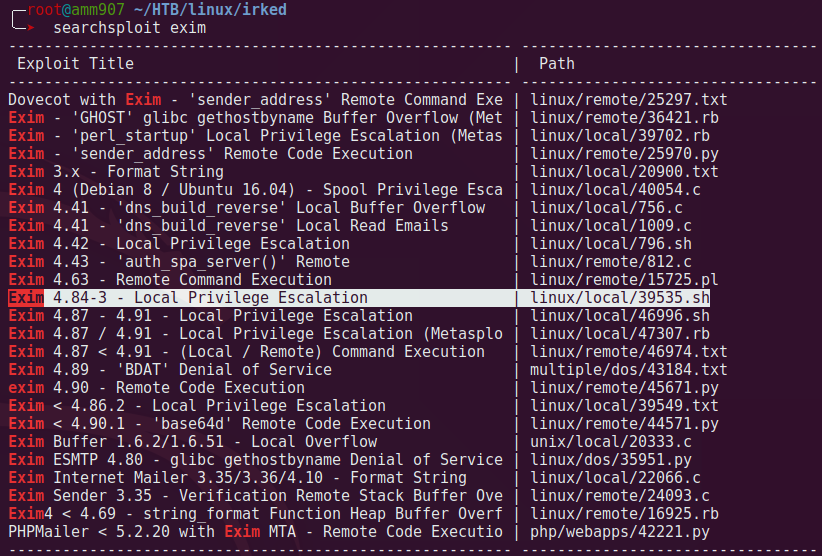 root@amm907 ~/HTB/linux/irked
searchsploit exim
Exploit Title | Path
Dovecot with Exim - 'sender_address' Remote Command Exe | linux/remote/25297.txt
Exim - 'GHOST' glibc gethostbyname Buffer Overflow (Met | linux/remote/36421.rb
Exim - 'perl_startup' Local Privilege Escalation (Metas | linux/local/39702.rb
Exim - 'sender_address' Remote Code Execution | linux/remote/25970.py
Exim 3.x - Format String | linux/local/20900.txt
Exim 4 (Debian 8 / Ubuntu 16.04) - Spool Privilege Esca | linux/local/40054.c
Exim 4.41 - 'dns_build_reverse' Local Buffer Overflow | linux/local/756.c
Exim 4.41 - 'dns_build_reverse' Local Read Emails | linux/local/1009.c
Exim 4.42 - Local Privilege Escalation | linux/local/796.sh
Exim 4.43 - 'auth_spa_server()' Remote | linux/remote/812.c
Exim 4.63 - Remote Command Execution | linux/remote/15725.pl
Exim 4.84-3 - Local Privilege Escalation | linux/local/39535.sh
Exim 4.87 - 4.91 - Local Privilege Escalation | linux/local/46996.sh
Exim 4.87 / 4.91 - Local Privilege Escalation (Metasplo | linux/local/47307.rb
Exim 4.87 < 4.91 - (Local / Remote) Command Execution | linux/remote/46974.txt
Exim 4.89 - 'BDAT' Denial of Service | multiple/dos/43184.txt
exim 4.90 - Remote Code Execution | linux/remote/45671.py
Exim < 4.86.2 - Local Privilege Escalation | linux/local/39549.txt
Exim < 4.90.1 - 'base64d' Remote Code Execution | linux/remote/44571.py
Exim Buffer 1.6.2/1.6.51 - Local Overflow | unix/local/20333.c
Exim ESMTP 4.80 - glibc gethostbyname Denial of Service | linux/dos/35951.py
Exim Internet Mailer 3.35/3.36/4.10 - Format String | linux/local/22066.c
Exim Sender 3.35 - Verification Remote Stack Buffer Ove | linux/remote/24093.c
Exim4 < 4.69 - string_format Function Heap Buffer Overf | linux/remote/16925.rb
PHPMailer < 5.2.20 with Exim MTA - Remote Code Executio | php/webapps/42221.py